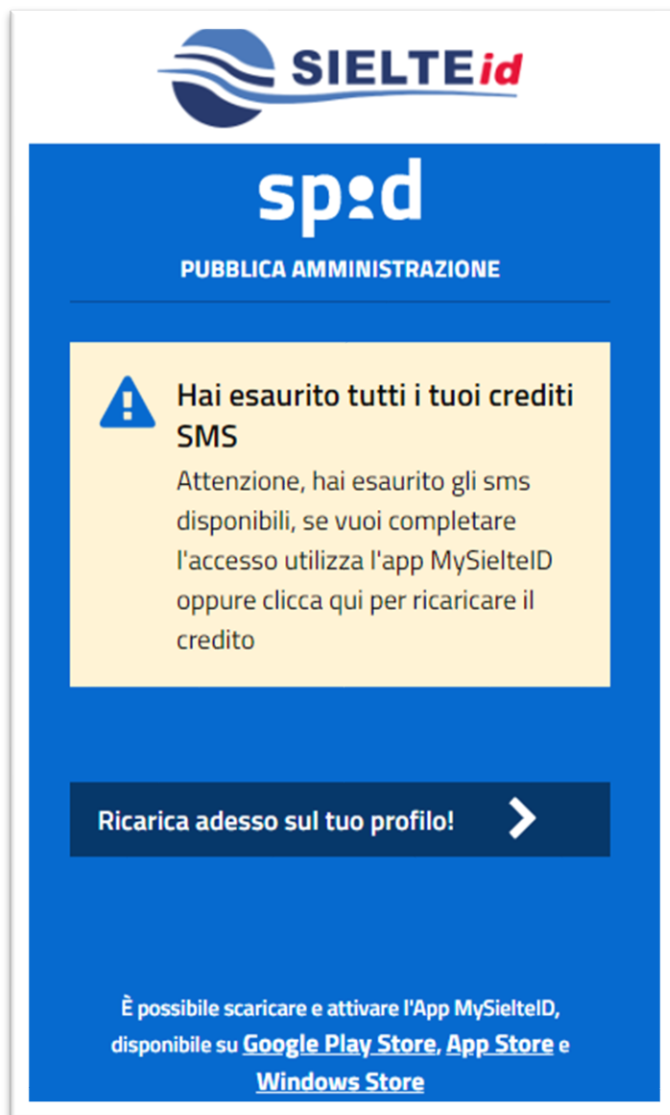 SIELTEid
spid
PUBBLICA AMMINISTRAZIONE
Hai esaurito tutti i tuoi crediti
SMS
Attenzione, hai esaurito gli sms
disponibili, se vuoi completare
l'accesso utilizza l'app MySielteID
oppure clicca qui per ricaricare il
credito
Ricarica adesso sul tuo profilo!
È possibile scaricare e attivare l'App MySielteID,
disponibile su Google Play Store, App Store e
Windows Store